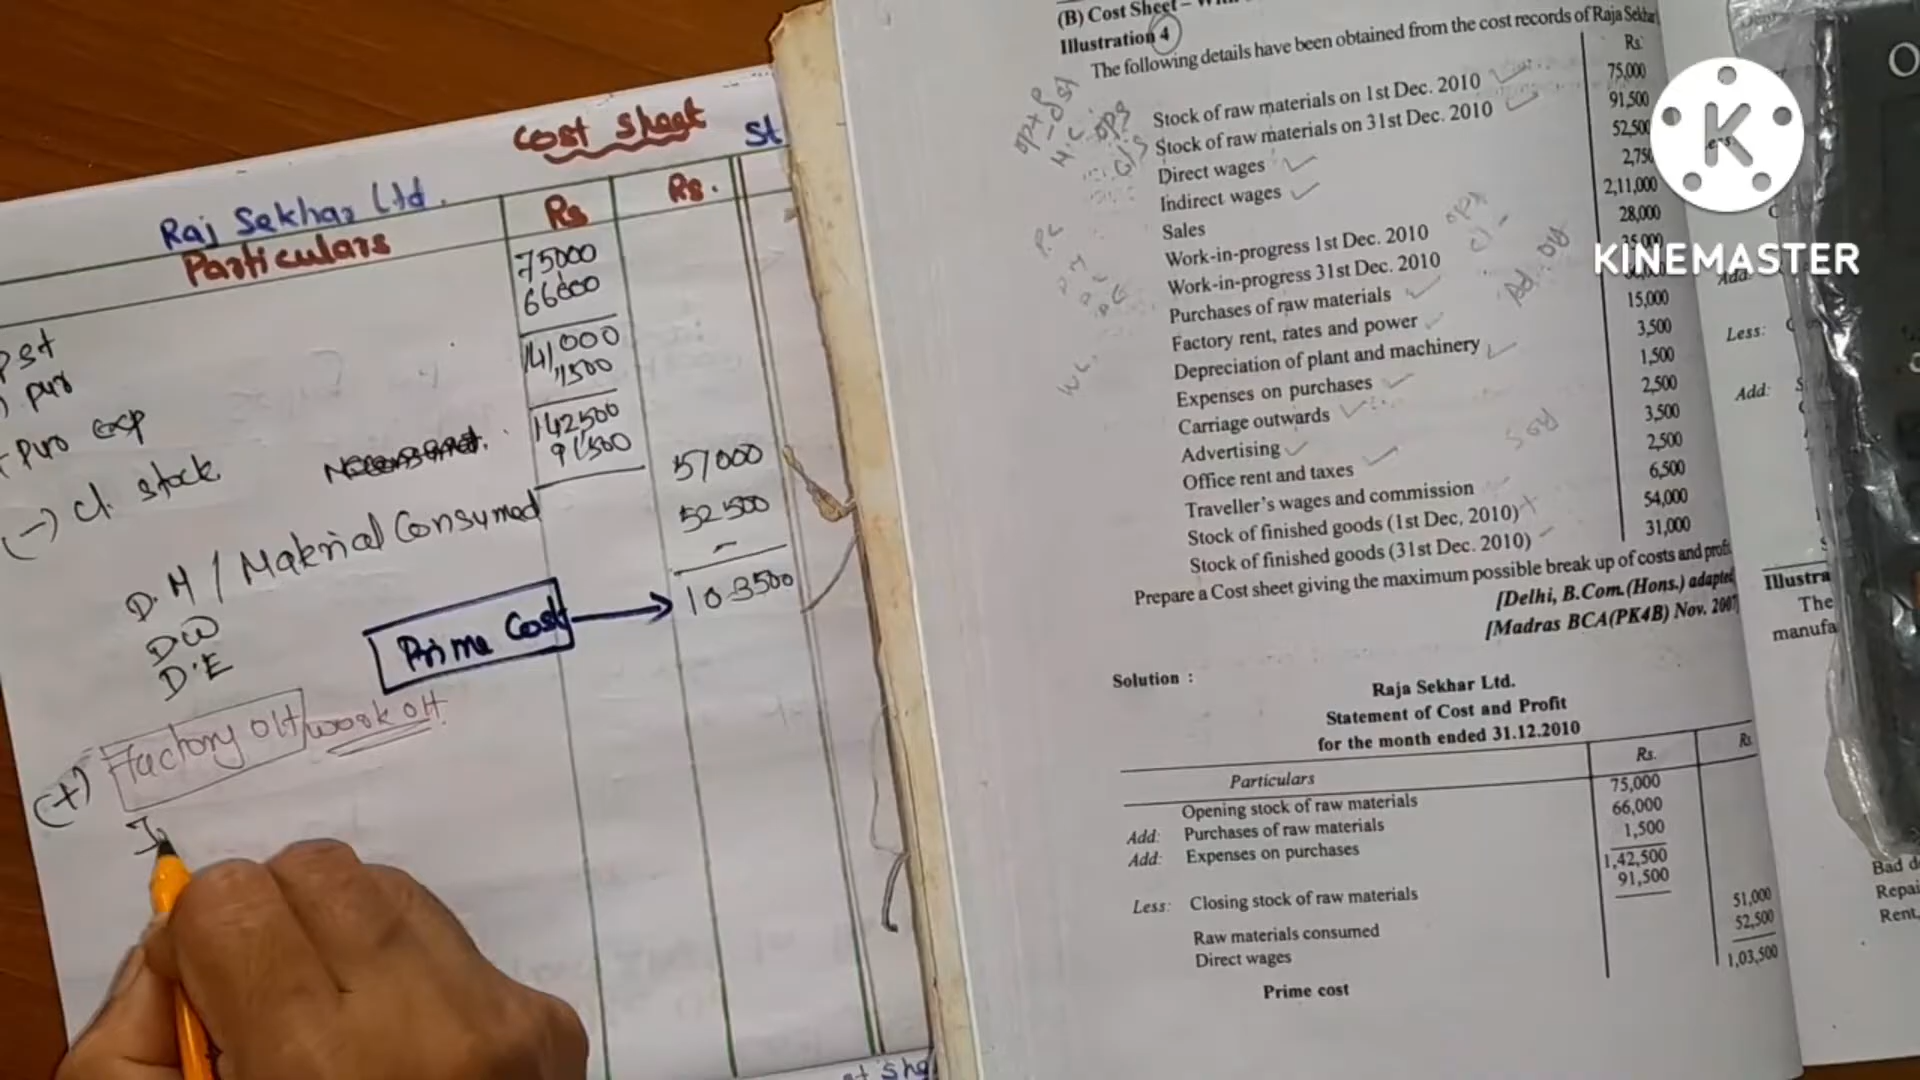 Cost Sheet St
Raj Sekhar Ltd.
Particulars Rs Rs.
pst 75000
pur 66000
141,000
+ pur exp 1500
142,500
(-) cl. stock 91,500
D.M / Material Consumed 51000
DW 52500
D.E -
Prime Cost 103500
(+) Factory OH / work OH
(B) Cost Sheet –
Illustration 4
The following details have been obtained from the cost records of Raja Sekhar
Rs.
Stock of raw materials on 1st Dec. 2010 75,000
Stock of raw materials on 31st Dec. 2010 91,500
Direct wages 52,500
Indirect wages 2,750
Sales 2,11,000
Work-in-progress 1st Dec. 2010 28,000
Work-in-progress 31st Dec. 2010 35,000
Purchases of raw materials
Factory rent, rates and power 15,000
Depreciation of plant and machinery 3,500
Expenses on purchases 1,500
Carriage outwards 2,500
Advertising 3,500
Office rent and taxes 2,500
Traveller's wages and commission 6,500
Stock of finished goods (1st Dec, 2010) 54,000
Stock of finished goods (31st Dec. 2010) 31,000
Prepare a Cost sheet giving the maximum possible break up of costs and profit
[Delhi, B.Com.(Hons.) adapted
[Madras BCA(PK4B) Nov. 2007]
Solution :
Raja Sekhar Ltd.
Statement of Cost and Profit
for the month ended 31.12.2010
Particulars Rs. Rs
Opening stock of raw materials 75,000
Add: Purchases of raw materials 66,000
Add: Expenses on purchases 1,500
1,42,500
Less: Closing stock of raw materials 91,500
Raw materials consumed 51,000
Direct wages 52,500
Prime cost 1,03,500
KINEMASTER
Add:
Less:
Add:
Illustra
The
manufa
Bad d
Repai
Rent,